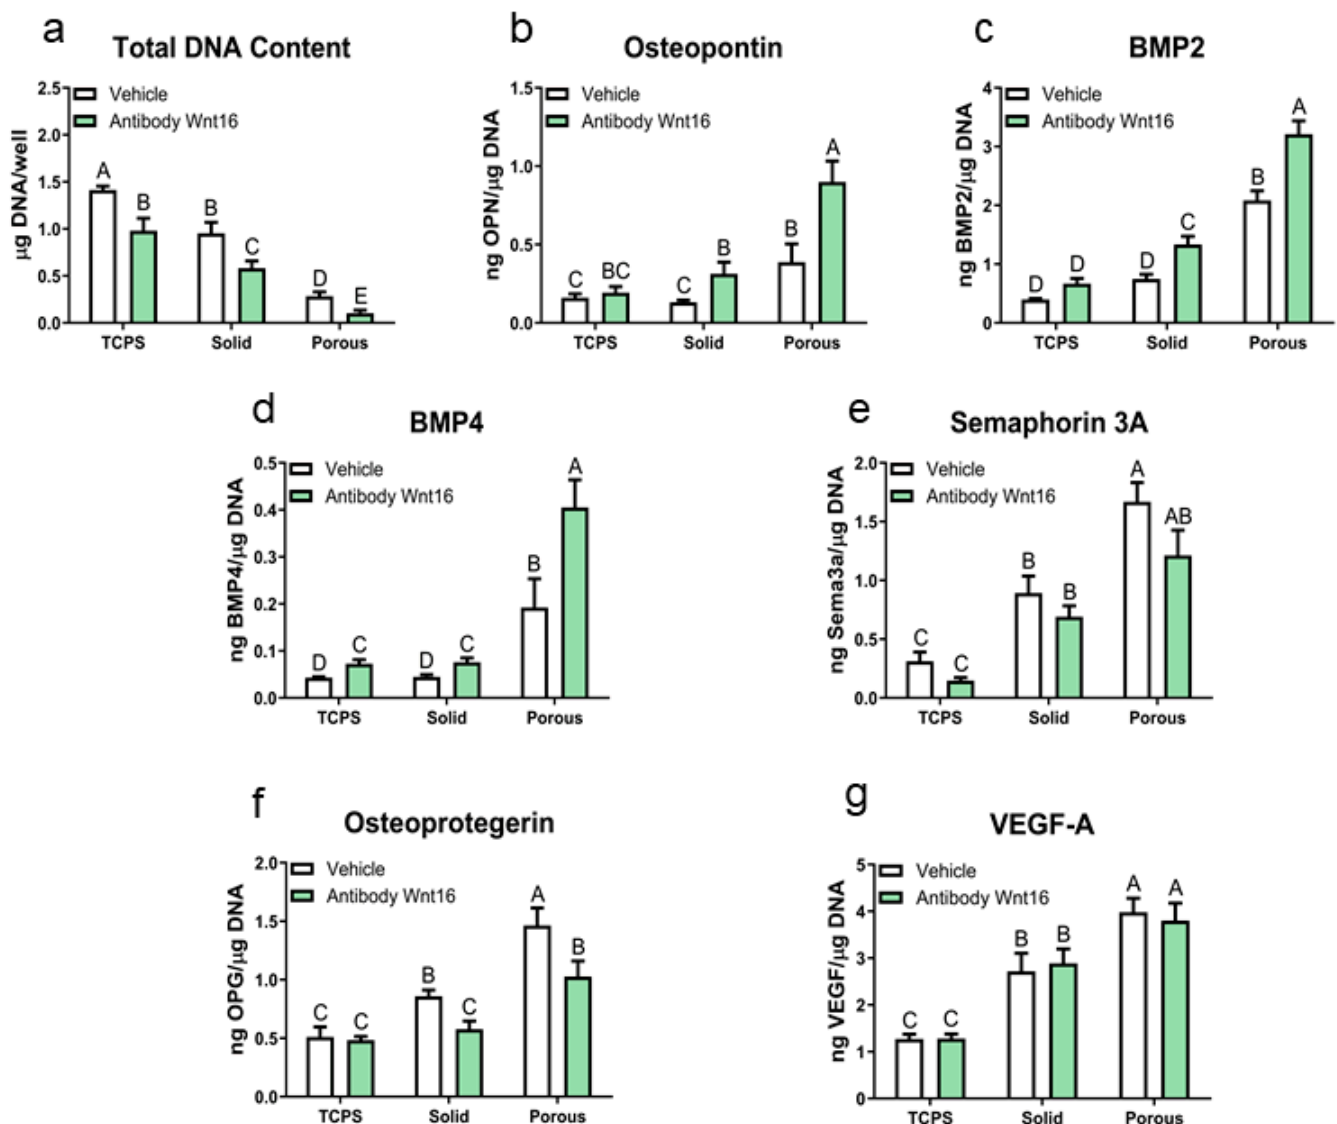 a
Total DNA Content
µg DNA/well
2.5
2.0
1.5
1.0
0.5
0.0
Vehicle
Antibody Wnt16
A
B
B
C
D
E
TCPS
Solid
Porous
b
Osteopontin
ng OPN/µg DNA
1.5
1.0
0.5
0.0
Vehicle
Antibody Wnt16
C
BC
C
B
B
A
TCPS
Solid
Porous
c
BMP2
ng BMP2/µg DNA
4
3
2
1
0
Vehicle
Antibody Wnt16
D
D
D
C
B
A
TCPS
Solid
Porous
d
BMP4
ng BMP4/µg DNA
0.5
0.4
0.3
0.2
0.1
0.0
Vehicle
Antibody Wnt16
D
C
D
C
B
A
TCPS
Solid
Porous
e
Semaphorin 3A
ng Sema3a/µg DNA
2.0
1.5
1.0
0.5
0.0
Vehicle
Antibody Wnt16
C
C
B
B
A
AB
TCPS
Solid
Porous
f
Osteoprotegerin
ng OPG/µg DNA
2.0
1.5
1.0
0.5
0.0
Vehicle
Antibody Wnt16
C
C
B
C
A
B
TCPS
Solid
Porous
g
VEGF-A
ng VEGF/µg DNA
5
4
3
2
1
0
Vehicle
Antibody Wnt16
C
C
B
B
A
A
TCPS
Solid
Porous